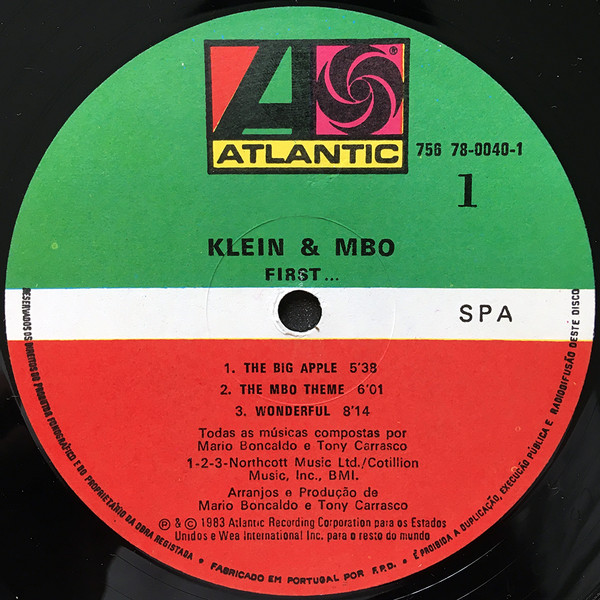 ATLANTIC
®
756 78-0040-1
1
KLEIN & MBO
FIRST...
SPA
1. THE BIG APPLE 5'38
2. THE MBO THEME 6'01
3. WONDERFUL 8'14
Todas as músicas compostas por
Mario Boncaldo e Tony Carrasco
1-2-3-Northcott Music Ltd./Cotillion
Music, Inc., BMI.
Arranjos e Produção de
Mario Boncaldo e Tony Carrasco
Ⓟ & © 1983 Atlantic Recording Corporation para os Estados
Unidos e Wea International Inc. para o resto do mundo
RESERVADOS OS DIREITOS DO PRODUTOR FONOGRÁFICO E DO PROPRIETÁRIO DA OBRA REGISTADA • FABRICADO EM PORTUGAL POR F.P.D. • É PROIBIDA A DUPLICAÇÃO, EXECUÇÃO PÚBLICA E RADIODIFUSÃO DESTE DISCO